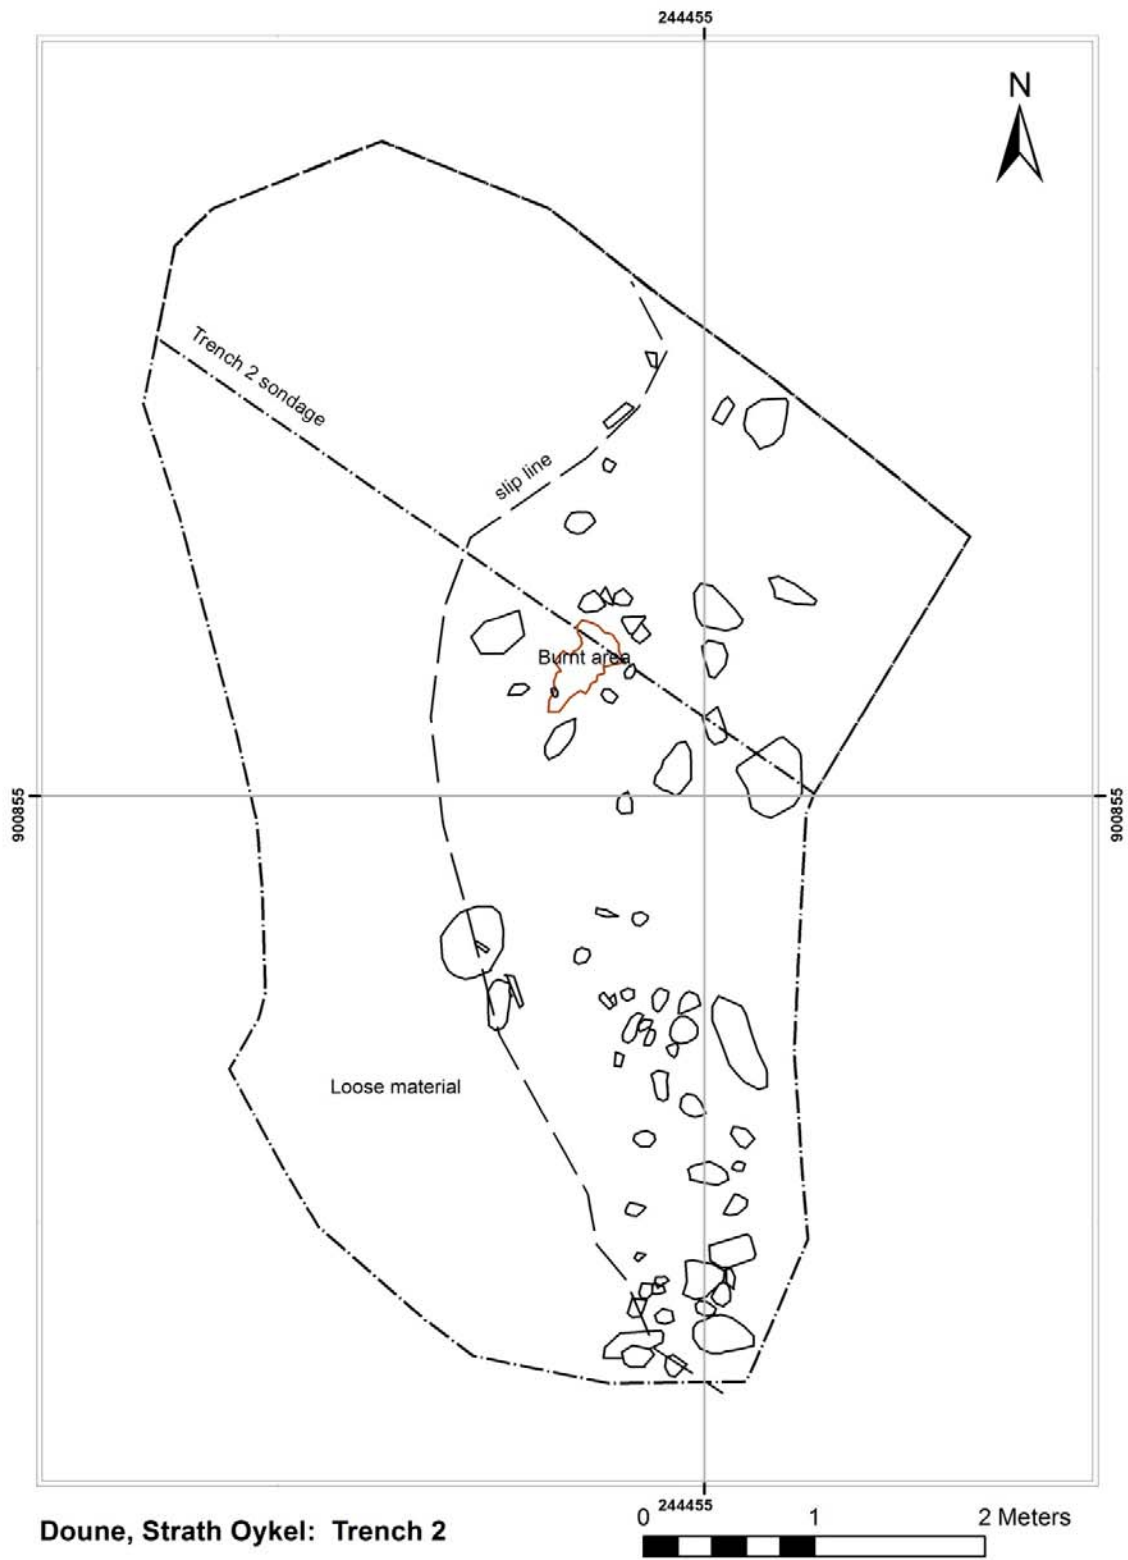 244455
N
Trench 2 sondage
slip line
Burnt area
900855
900855
Loose material
244455
Doune, Strath Oykel: Trench 2
0 1 2 Meters